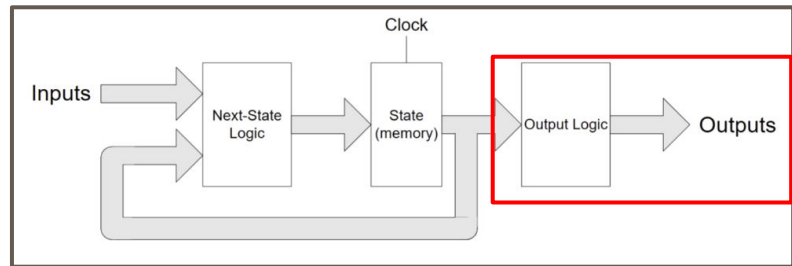 Clock
Inputs
Next-State
Logic
State
(memory)
Output Logic
Outputs